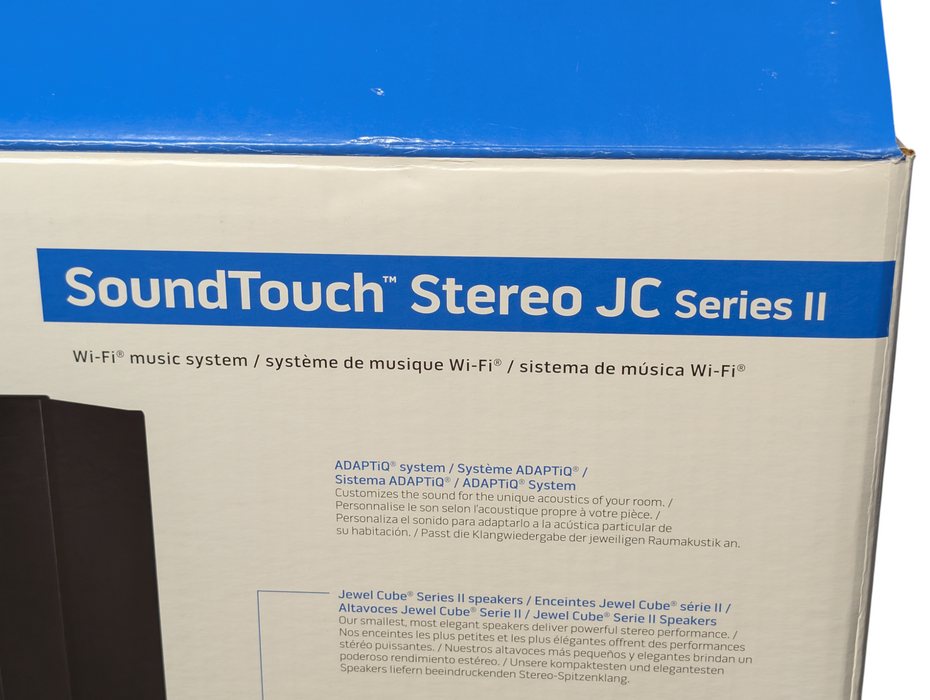 SoundTouch™ Stereo JC Series II
Wi-Fi® music system / système de musique Wi-Fi® / sistema de música Wi-Fi®
ADAPTiQ® system / Système ADAPTiQ® /
Sistema ADAPTiQ® / ADAPTiQ® System
Customizes the sound for the unique acoustics of your room. /
Personnalise le son selon l'acoustique propre à votre pièce. /
Personaliza el sonido para adaptarlo a la acústica particular de
su habitación. / Passt die Klangwiedergabe der jeweiligen Raumakustik an.
Jewel Cube® Series II speakers / Enceintes Jewel Cube® série II /
Altavoces Jewel Cube® Serie II / Jewel Cube® Serie II Speakers
Our smallest, most elegant speakers deliver powerful stereo performance. /
Nos enceintes les plus petites et les plus élégantes offrent des performances
stéréo puissantes. / Nuestros altavoces más pequeños y elegantes brindan un
poderoso rendimiento estéreo. / Unsere kompaktesten und elegantesten
Speakers liefern beeindruckenden Stereo-Spitzenklang.